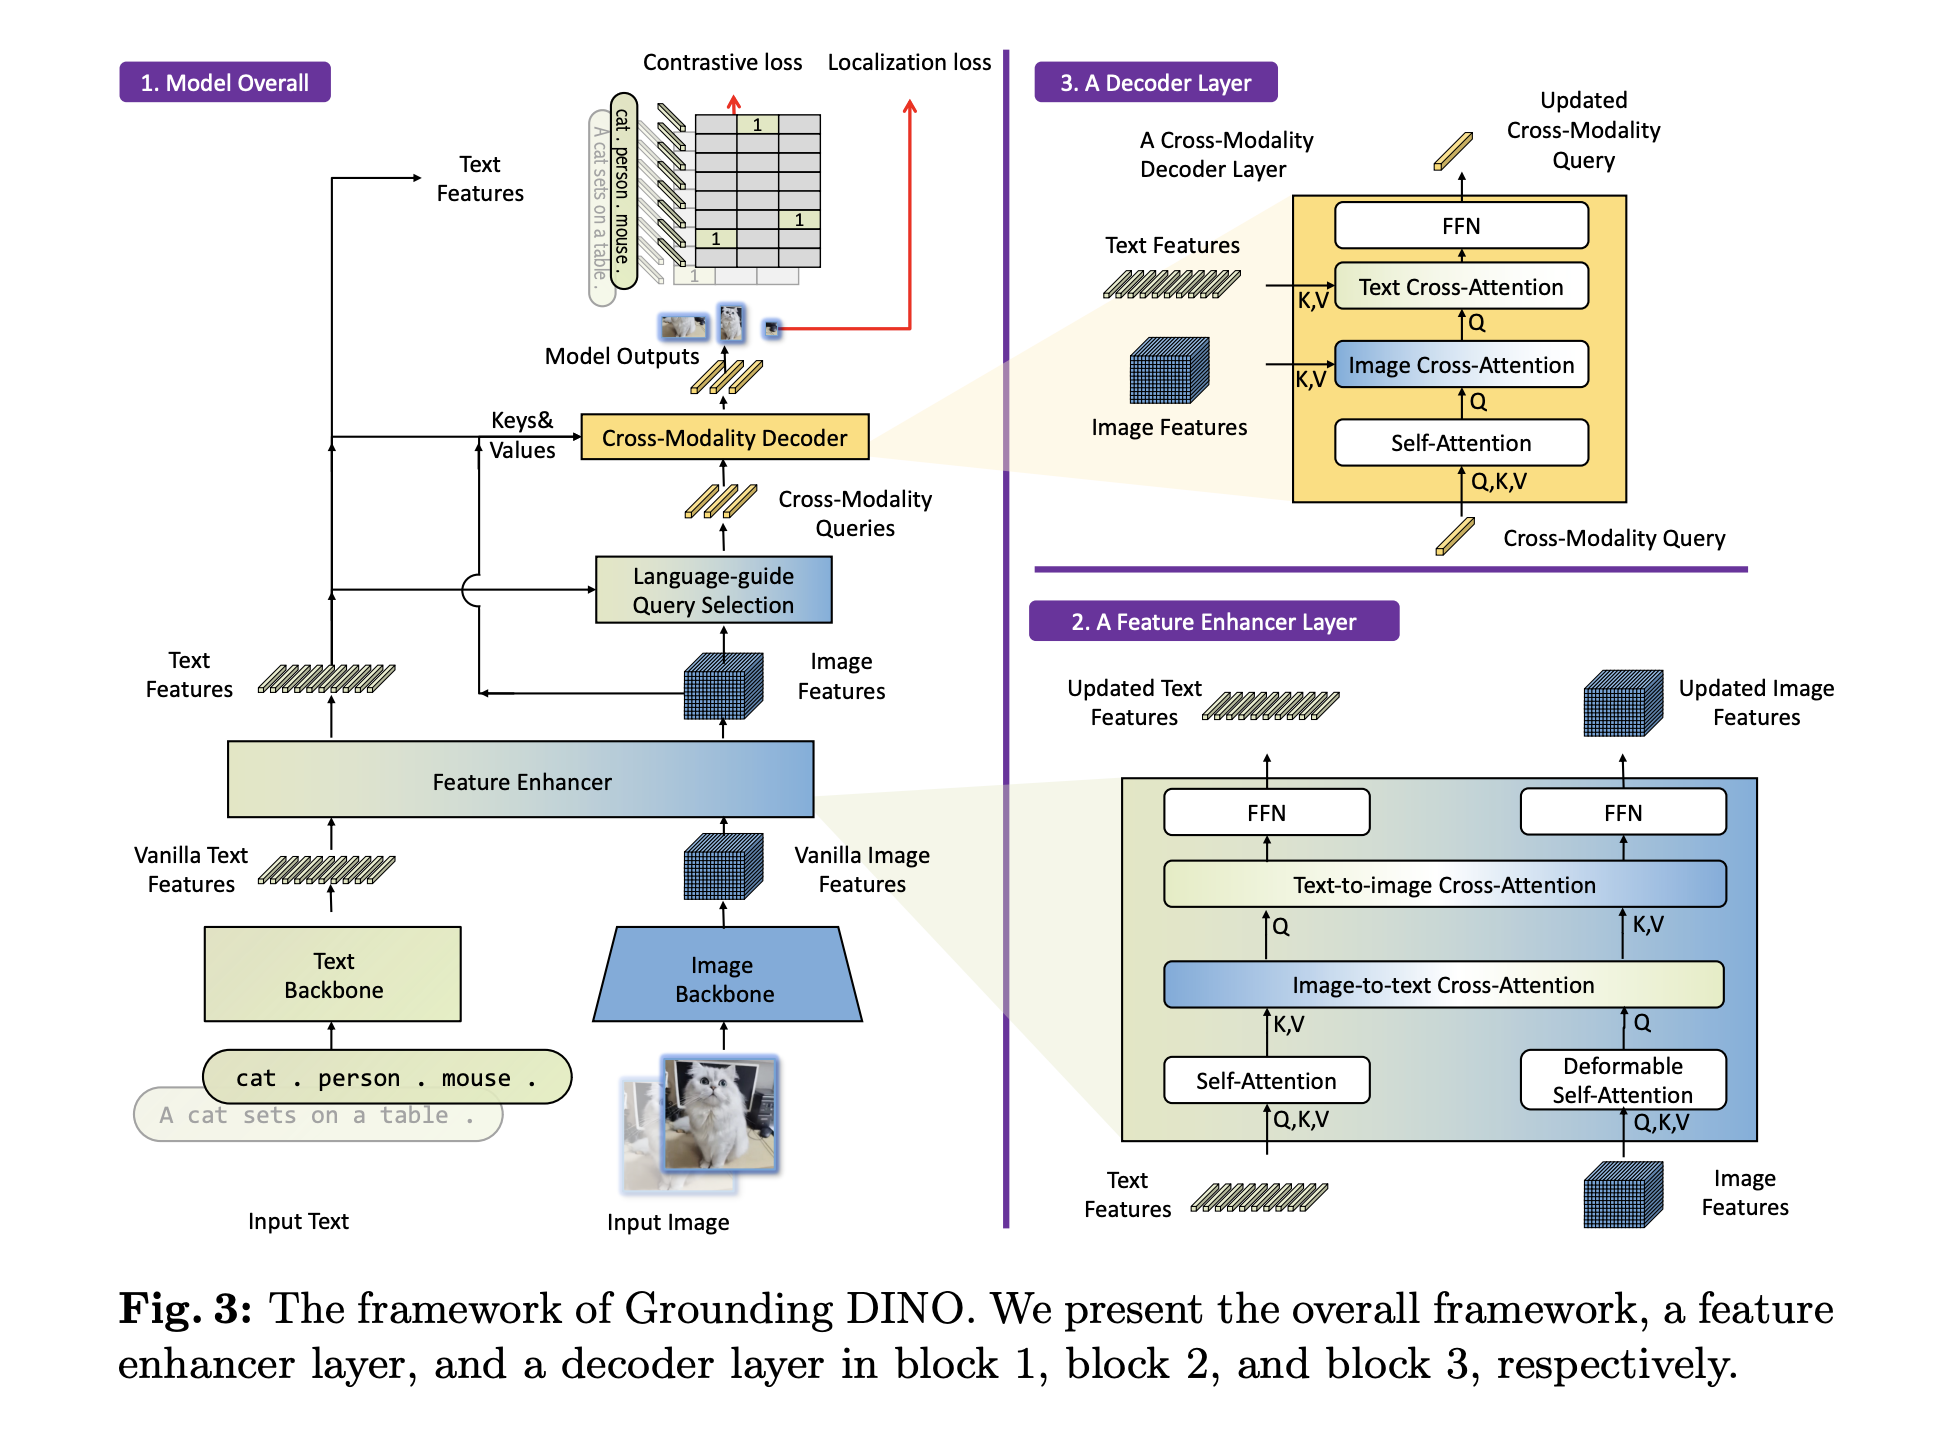 1. Model Overall
Contrastive loss
Localization loss
cat . person . mouse .
A cat sets on a table .
1
1
1
1
Text
Features
Model Outputs
Keys&
Values
Cross-Modality Decoder
Cross-Modality
Queries
Language-guide
Query Selection
Text
Features
Image
Features
Feature Enhancer
Vanilla Text
Features
Vanilla Image
Features
Text
Backbone
Image
Backbone
cat . person . mouse .
A cat sets on a table .
Input Text
Input Image
3. A Decoder Layer
A Cross-Modality
Decoder Layer
Updated
Cross-Modality
Query
FFN
Text Features
Text Cross-Attention
K,V
Q
Image Cross-Attention
K,V
Q
Image Features
Self-Attention
Q,K,V
Cross-Modality Query
2. A Feature Enhancer Layer
Updated Text
Features
Updated Image
Features
FFN
FFN
Text-to-image Cross-Attention
Q
K,V
Image-to-text Cross-Attention
K,V
Q
Self-Attention
Deformable
Self-Attention
Q,K,V
Q,K,V
Text
Features
Image
Features
Fig. 3: The framework of Grounding DINO. We present the overall framework, a feature
enhancer layer, and a decoder layer in block 1, block 2, and block 3, respectively.